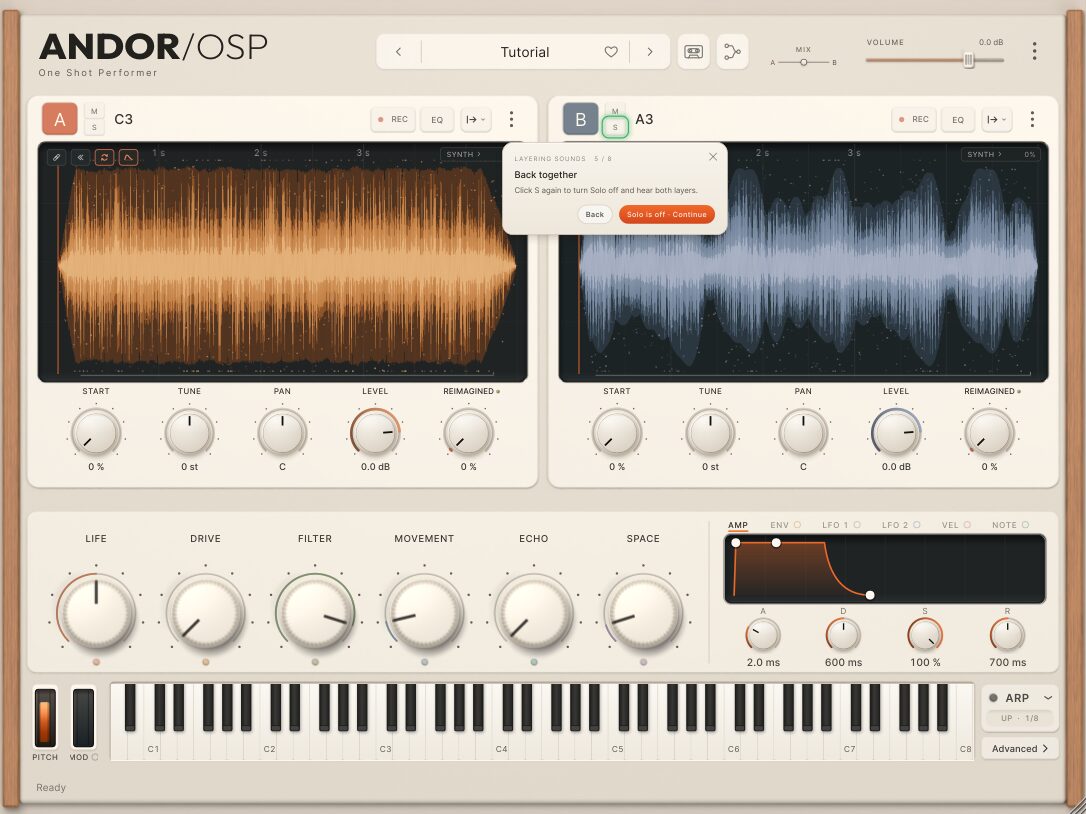 ANDOR/OSP
One Shot Performer
Tutorial
MIX
A B
VOLUME 0.0 dB
A M S C3 REC EQ
B M S A3 REC EQ
1 s 2 s 3 s SYNTH
2 s 3 s SYNTH 0%
LAYERING SOUNDS 5 / 8
Back together
Click S again to turn Solo off and hear both layers.
Back Solo is off · Continue
START TUNE PAN LEVEL REIMAGINED
0 % 0 st C 0.0 dB 0 %
START TUNE PAN LEVEL REIMAGINED
0 % 0 st C 0.0 dB 0 %
LIFE DRIVE FILTER MOVEMENT ECHO SPACE
AMP ENV LFO 1 LFO 2 VEL NOTE
A D S R
2.0 ms 600 ms 100 % 700 ms
PITCH MOD
C1 C2 C3 C4 C5 C6 C7 C8
ARP
UP · 1/8
Advanced
Ready